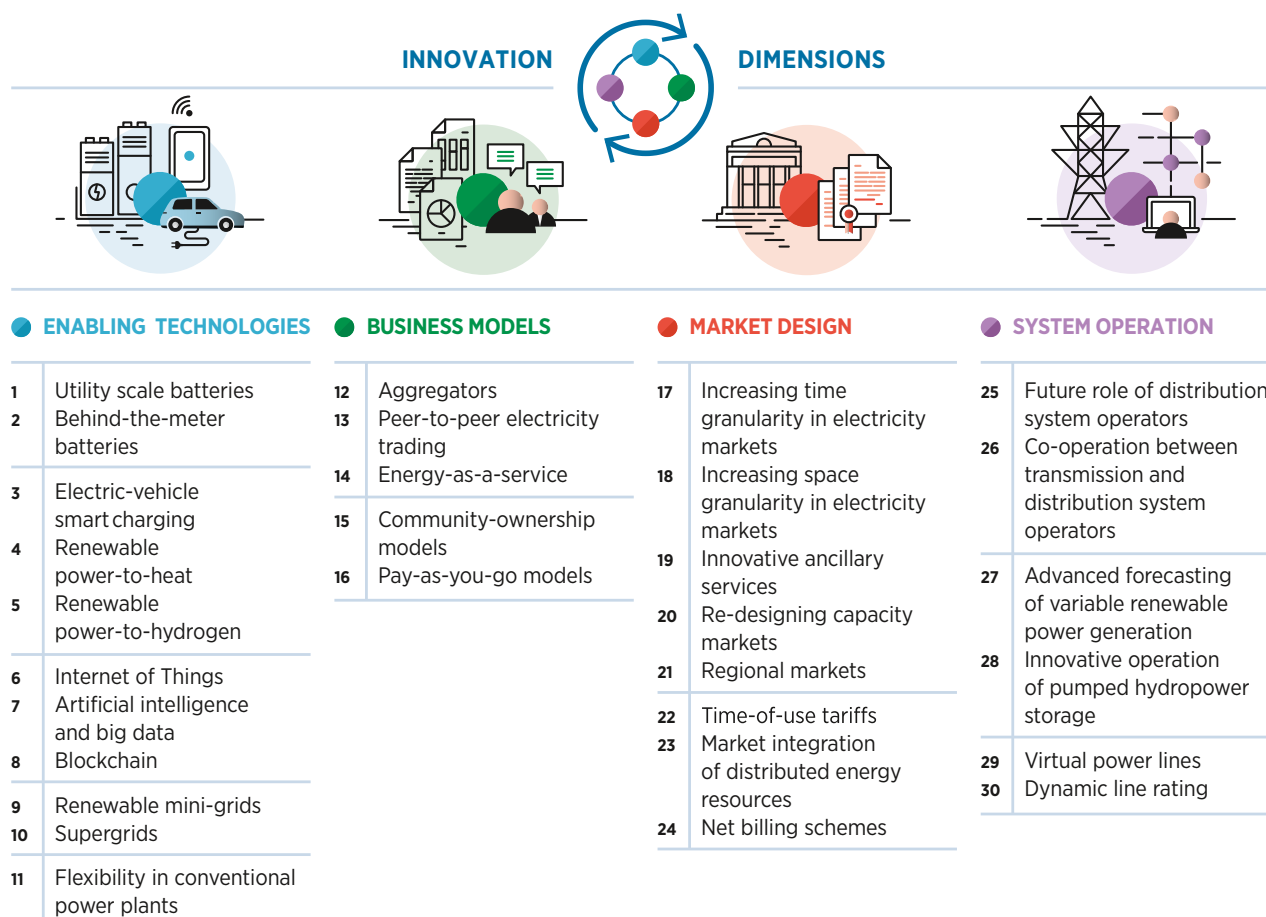 INNOVATION DIMENSIONS
ENABLING TECHNOLOGIES
1 Utility scale batteries
2 Behind-the-meter
batteries
3 Electric-vehicle
smart charging
4 Renewable
power-to-heat
5 Renewable
power-to-hydrogen
6 Internet of Things
7 Artificial intelligence
and big data
8 Blockchain
9 Renewable mini-grids
10 Supergrids
11 Flexibility in conventional
power plants
BUSINESS MODELS
12 Aggregators
13 Peer-to-peer electricity
trading
14 Energy-as-a-service
15 Community-ownership
models
16 Pay-as-you-go models
MARKET DESIGN
17 Increasing time
granularity in electricity
markets
18 Increasing space
granularity in electricity
markets
19 Innovative ancillary
services
20 Re-designing capacity
markets
21 Regional markets
22 Time-of-use tariffs
23 Market integration
of distributed energy
resources
24 Net billing schemes
SYSTEM OPERATION
25 Future role of distribution
system operators
26 Co-operation between
transmission and
distribution system
operators
27 Advanced forecasting
of variable renewable
power generation
28 Innovative operation
of pumped hydropower
storage
29 Virtual power lines
30 Dynamic line rating